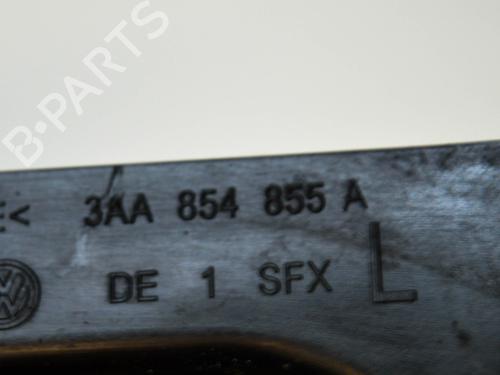 B-PARTS
E< 3AA 854 855 A
DE 1 SFX L